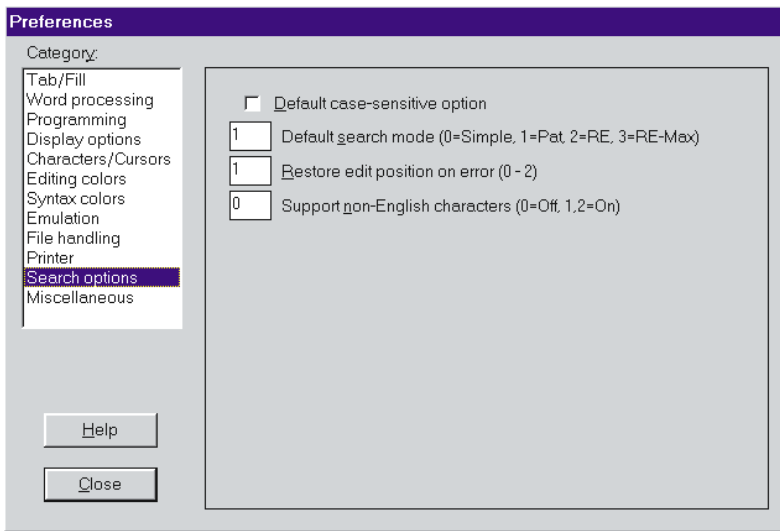 Preferences
Category:
Tab/Fill
Word processing
Programming
Display options
Characters/Cursors
Editing colors
Syntax colors
Emulation
File handling
Printer
Search options
Miscellaneous
Default case-sensitive option
1 Default search mode (0=Simple, 1=Pat, 2=RE, 3=RE-Max)
1 Restore edit position on error (0 - 2)
0 Support non-English characters (0=Off, 1,2=On)
Help
Close